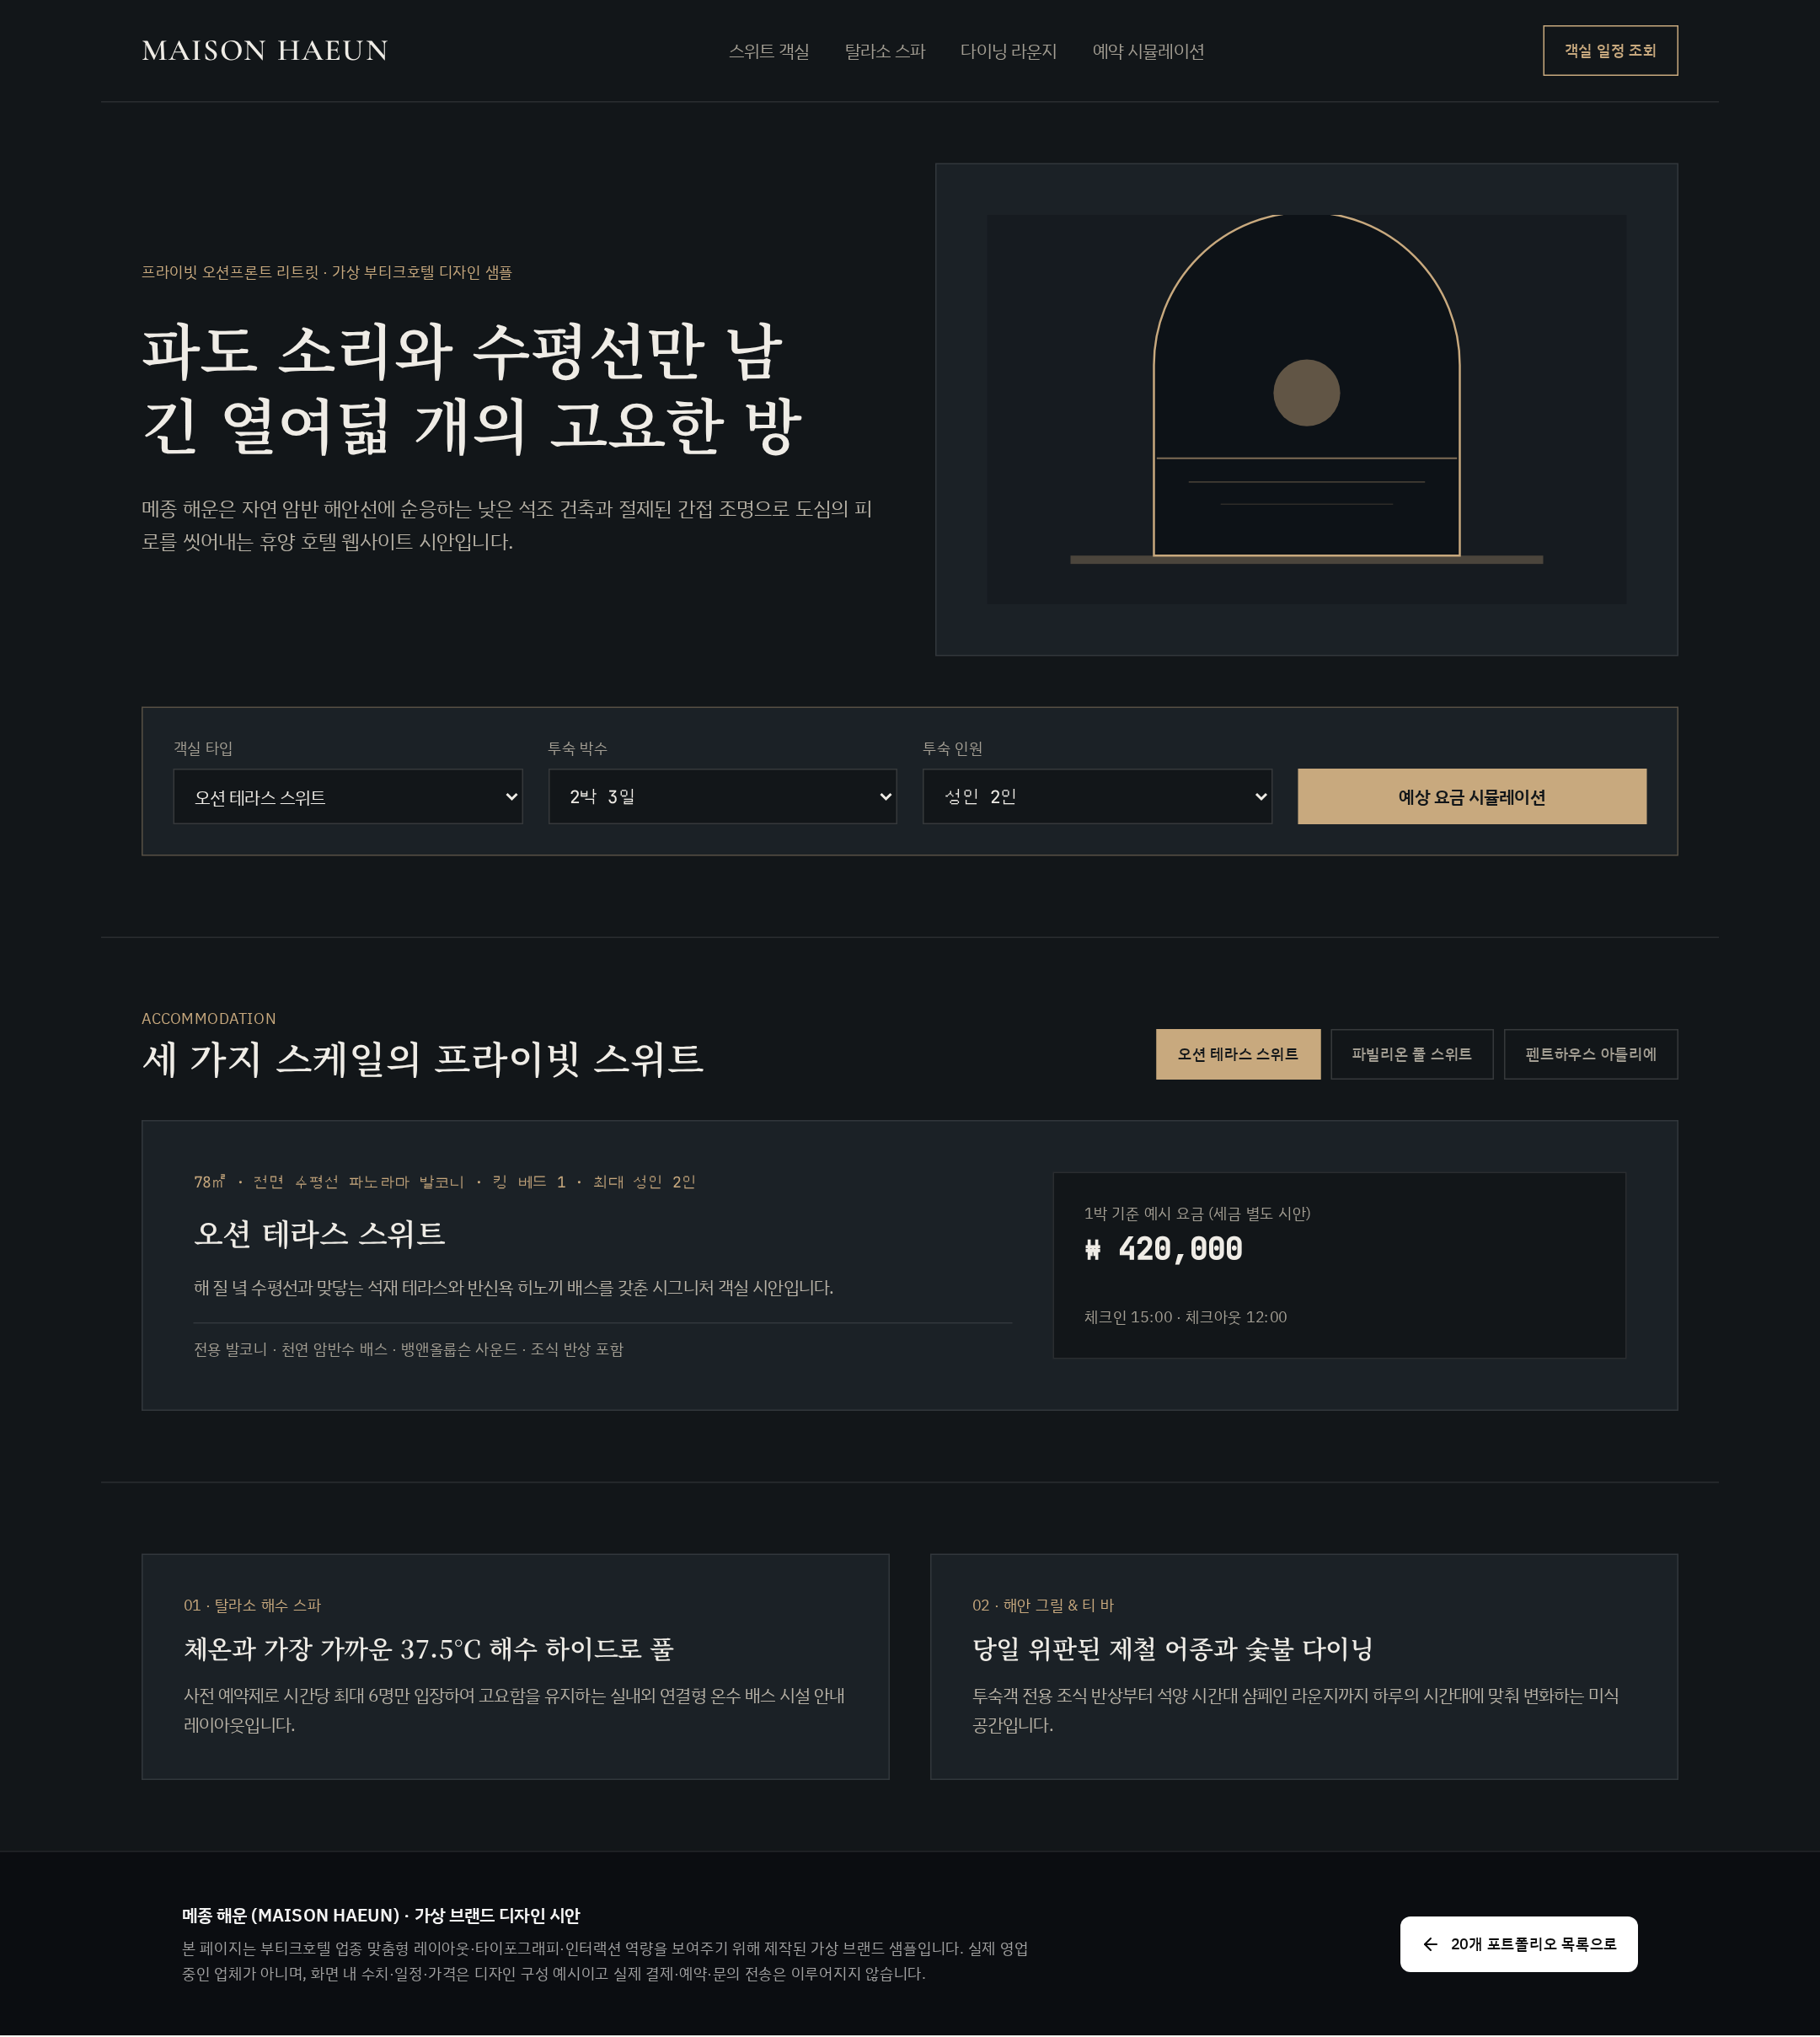 MAISON HAEUN
스위트 객실
탈라소 스파
다이닝 라운지
예약 시뮬레이션
객실 일정 조회
프라이빗 오션프론트 리트릿 · 가상 부티크호텔 디자인 샘플
파도 소리와 수평선만 남
긴 열여덟 개의 고요한 방
메종 해운은 자연 암반 해안선에 순응하는 낮은 석조 건축과 절제된 간접 조명으로 도심의 피
로를 씻어내는 휴양 호텔 웹사이트 시안입니다.
객실 타입
투숙 박수
투숙 인원
오션 테라스 스위트
2박 3일
성인 2인
예상 요금 시뮬레이션
ACCOMMODATION
세 가지 스케일의 프라이빗 스위트
오션 테라스 스위트
파빌리온 풀 스위트
펜트하우스 아틀리에
78㎡ · 전면 수평선 파노라마 발코니 · 킹 베드 1 · 최대 성인 2인
오션 테라스 스위트
해 질 녘 수평선과 맞닿는 석재 테라스와 반신욕 히노끼 배스를 갖춘 시그니처 객실 시안입니다.
전용 발코니 · 천연 암반수 배스 · 뱅앤올룹슨 사운드 · 조식 반상 포함
1박 기준 예시 요금 (세금 별도 시안)
₩ 420,000
체크인 15:00 · 체크아웃 12:00
01 · 탈라소 해수 스파
체온과 가장 가까운 37.5°C 해수 하이드로 풀
사전 예약제로 시간당 최대 6명만 입장하여 고요함을 유지하는 실내외 연결형 온수 배스 시설 안내
레이아웃입니다.
02 · 해안 그릴 & 티 바
당일 위판된 제철 어종과 숯불 다이닝
투숙객 전용 조식 반상부터 석양 시간대 샴페인 라운지까지 하루의 시간대에 맞춰 변화하는 미식
공간입니다.
메종 해운 (MAISON HAEUN) · 가상 브랜드 디자인 시안
본 페이지는 부티크호텔 업종 맞춤형 레이아웃·타이포그래피·인터랙션 역량을 보여주기 위해 제작된 가상 브랜드 샘플입니다. 실제 영업
중인 업체가 아니며, 화면 내 수치·일정·가격은 디자인 구성 예시이고 실제 결제·예약·문의 전송은 이루어지지 않습니다.
← 20개 포트폴리오 목록으로